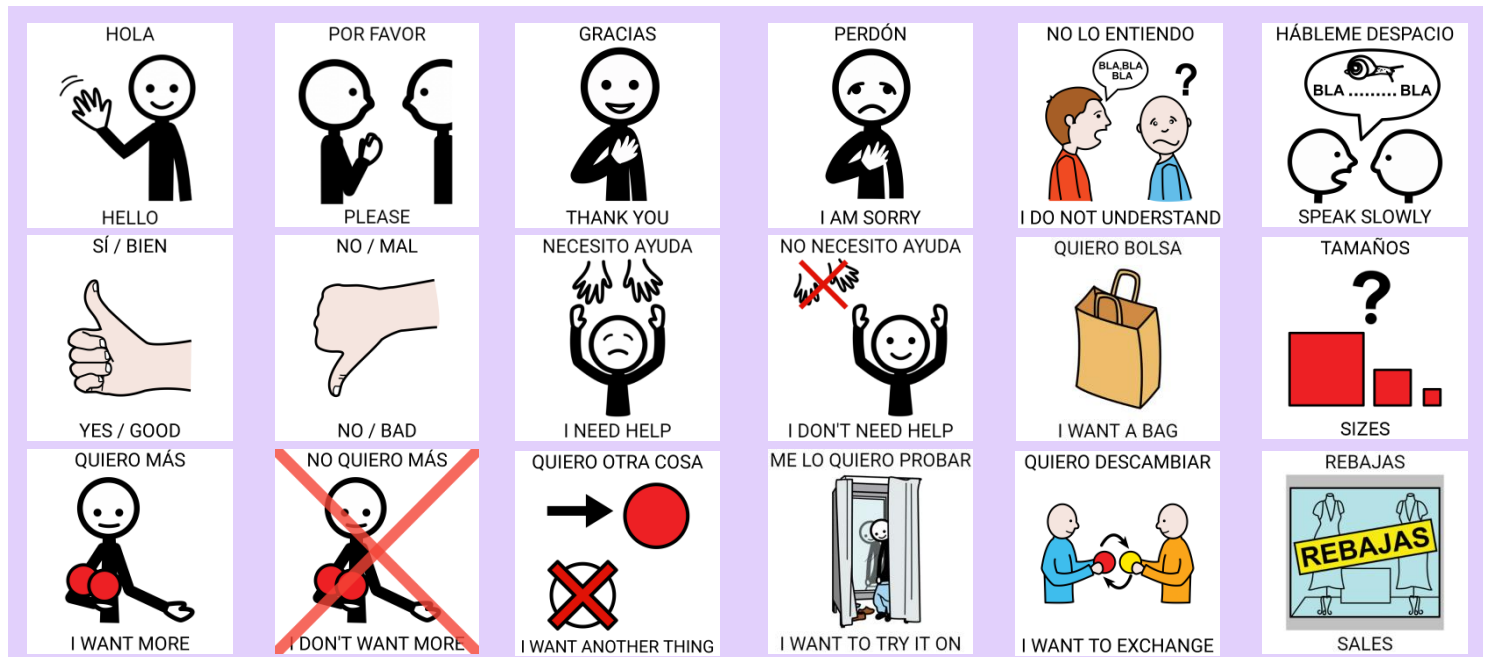 HOLA
HELLO
POR FAVOR
PLEASE
GRACIAS
THANK YOU
PERDÓN
I AM SORRY
NO LO ENTIENDO
BLA,BLA
BLA
?
I DO NOT UNDERSTAND
HÁBLEME DESPACIO
BLA ......... BLA
SPEAK SLOWLY
SÍ / BIEN
YES / GOOD
NO / MAL
NO / BAD
NECESITO AYUDA
I NEED HELP
NO NECESITO AYUDA
I DON'T NEED HELP
QUIERO BOLSA
I WANT A BAG
TAMAÑOS
?
SIZES
QUIERO MÁS
I WANT MORE
NO QUIERO MÁS
I DON'T WANT MORE
QUIERO OTRA COSA
I WANT ANOTHER THING
ME LO QUIERO PROBAR
I WANT TO TRY IT ON
QUIERO DESCAMBIAR
I WANT TO EXCHANGE
REBAJAS
REBAJAS
SALES